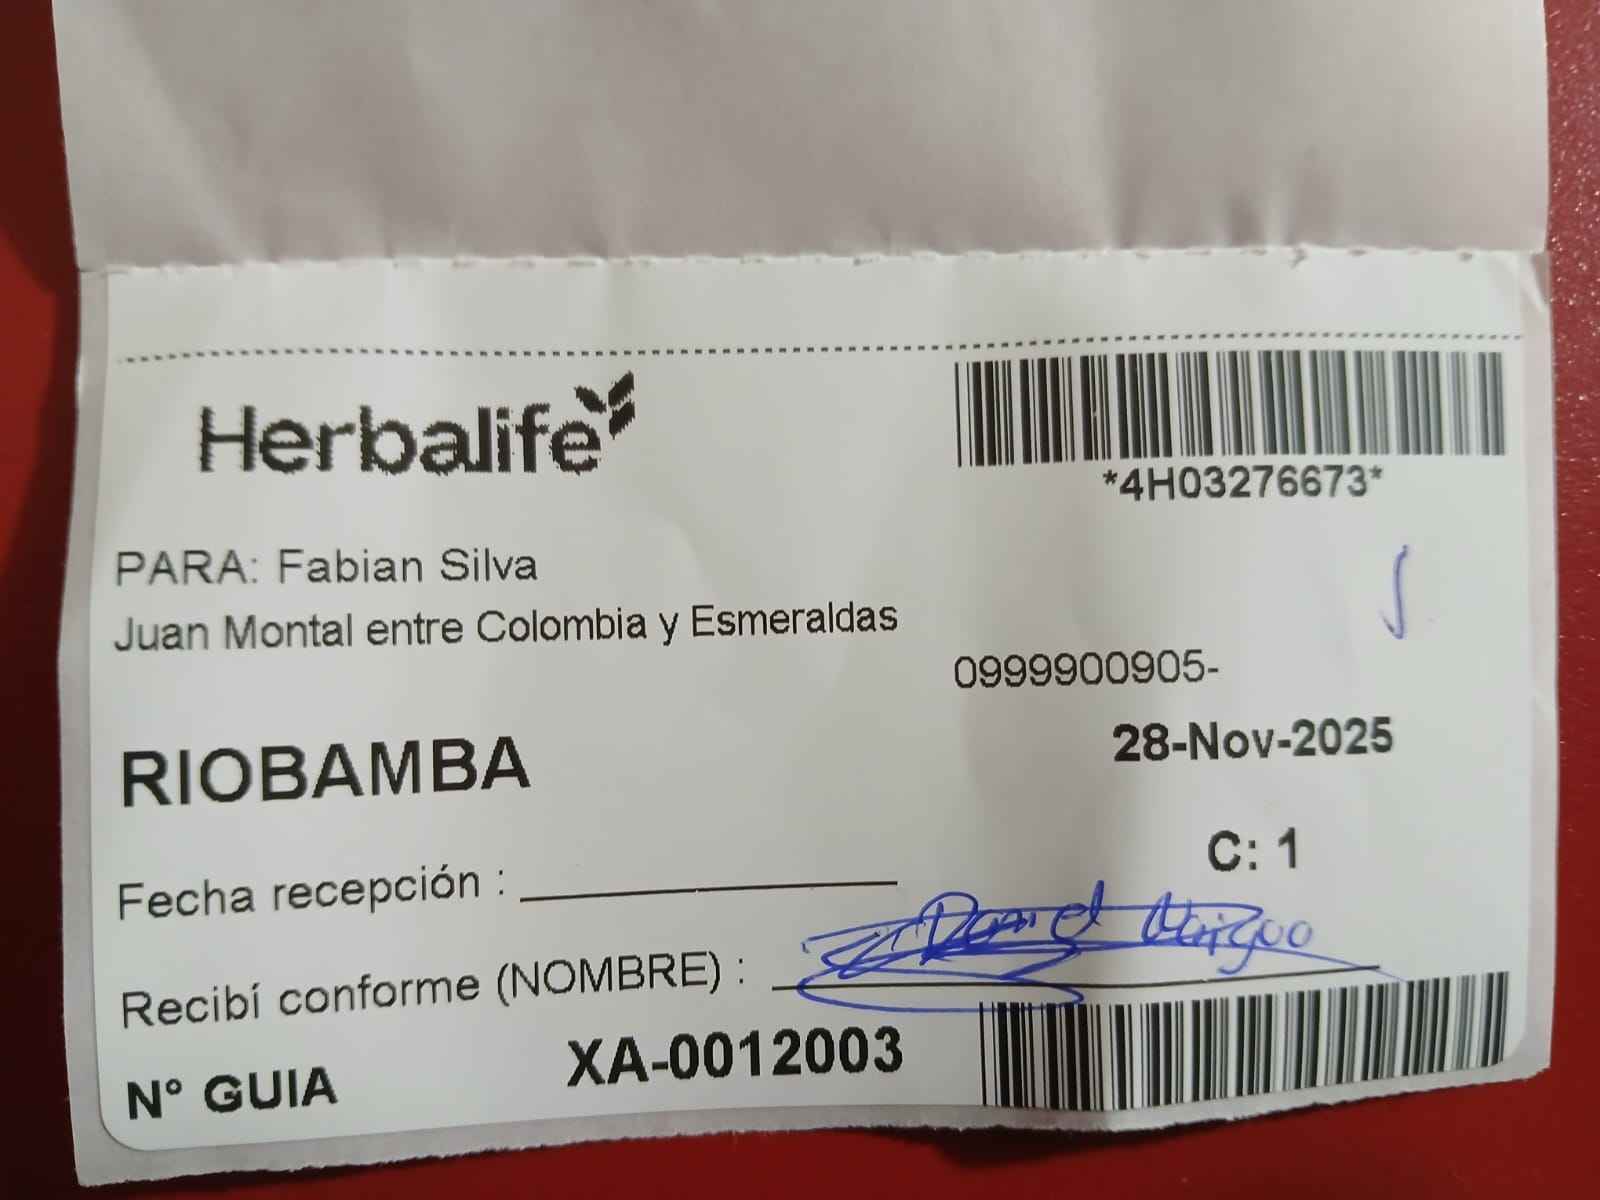 Herbalife
*4H03276673*
PARA: Fabian Silva
Juan Montal entre Colombia y Esmeraldas
0999900905-
RIOBAMBA
28-Nov-2025
C: 1
Fecha recepción :
Recibí conforme (NOMBRE) :
N° GUIA XA-0012003